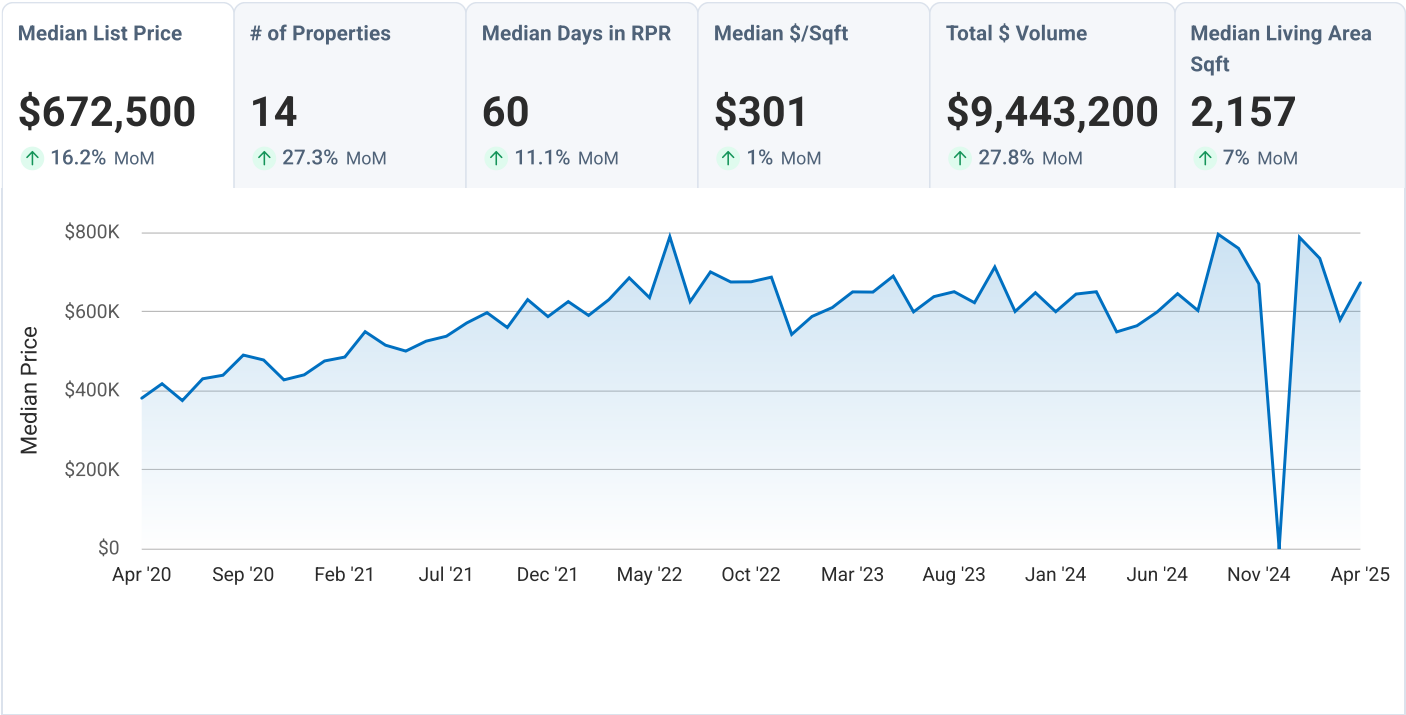 Median List Price
$672,500
16.2% MoM
# of Properties
14
27.3% MoM
Median Days in RPR
60
11.1% MoM
Median $/Sqft
$301
1% MoM
Total $ Volume
$9,443,200
27.8% MoM
Median Living Area
Sqft
2,157
7% MoM
Median Price
$800K
$600K
$400K
$200K
$0
Apr '20
Sep '20
Feb '21
Jul '21
Dec '21
May '22
Oct '22
Mar '23
Aug '23
Jan '24
Jun '24
Nov '24
Apr '25